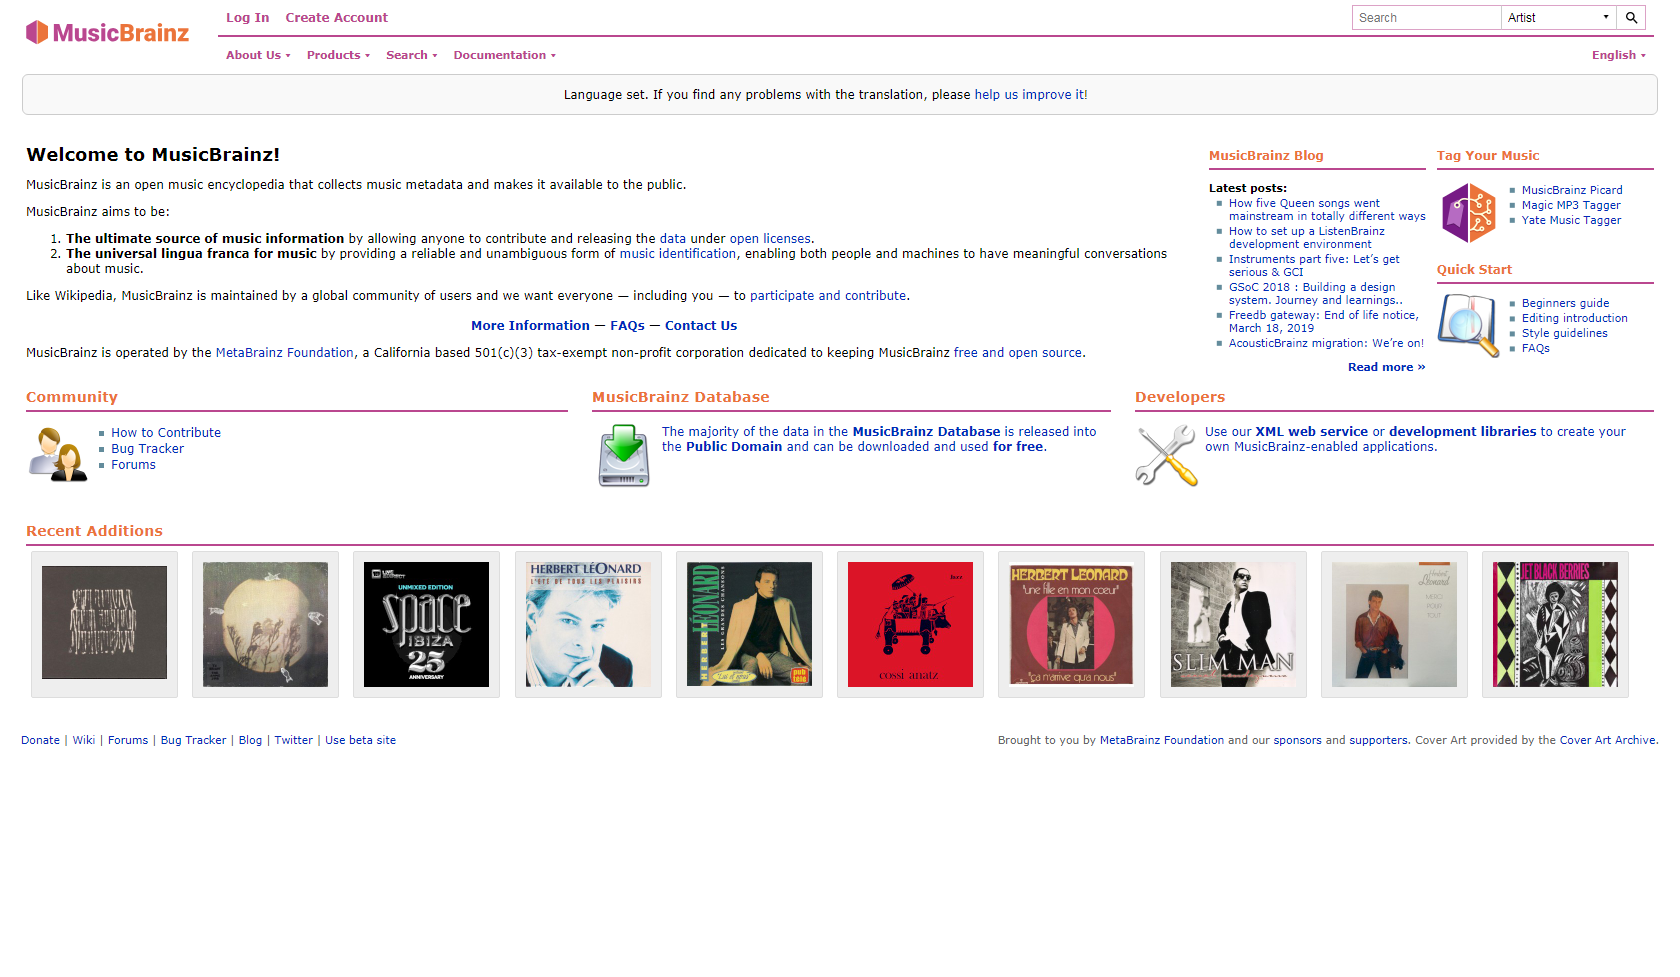 MusicBrainz
Log In Create Account
Search Artist
About Us Products Search Documentation English
Language set. If you find any problems with the translation, please help us improve it!
Welcome to MusicBrainz!
MusicBrainz is an open music encyclopedia that collects music metadata and makes it available to the public.
MusicBrainz aims to be:
1. The ultimate source of music information by allowing anyone to contribute and releasing the data under open licenses.
2. The universal lingua franca for music by providing a reliable and unambiguous form of music identification, enabling both people and machines to have meaningful conversations
about music.
Like Wikipedia, MusicBrainz is maintained by a global community of users and we want everyone — including you — to participate and contribute.
More Information — FAQs — Contact Us
MusicBrainz is operated by the MetaBrainz Foundation, a California based 501(c)(3) tax-exempt non-profit corporation dedicated to keeping MusicBrainz free and open source.
MusicBrainz Blog
Latest posts:
How five Queen songs went
mainstream in totally different ways
How to set up a ListenBrainz
development environment
Instruments part five: Let's get
serious & GCI
GSoC 2018 : Building a design
system. Journey and learnings..
Freedb gateway: End of life notice,
March 18, 2019
AcousticBrainz migration: We're on!
Read more »
Tag Your Music
MusicBrainz Picard
Magic MP3 Tagger
Yate Music Tagger
Quick Start
Beginners guide
Editing introduction
Style guidelines
FAQs
Community
How to Contribute
Bug Tracker
Forums
MusicBrainz Database
The majority of the data in the MusicBrainz Database is released into
the Public Domain and can be downloaded and used for free.
Developers
Use our XML web service or development libraries to create your
own MusicBrainz-enabled applications.
Recent Additions
UNMIXED EDITION
space
IBIZA
25
ANNIVERSARY
HERBERT LÉONARD
L'ÉTÉ DE TOUS LES PLAISIRS
HERBERT LÉONARD
LES GRANDES CHANSONS
cossi anatz
HERBERT LEONARD
"une fille en mon cœur"
"ça n'arrive qu'a nous"
SLIM MAN
Herbert
Léonard
MERCI
POUR
TOUT
JET BLACK BERRIES
Donate | Wiki | Forums | Bug Tracker | Blog | Twitter | Use beta site
Brought to you by MetaBrainz Foundation and our sponsors and supporters. Cover Art provided by the Cover Art Archive.